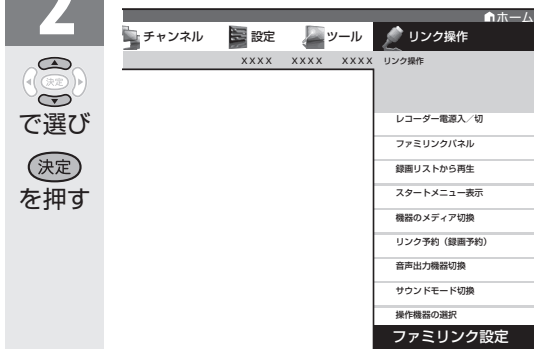 2
決定
で選び
決定
を押す
ホーム
チャンネル 設定 ツール リンク操作
XXXX XXXX XXXX リンク操作
レコーダー電源入／切
ファミリンクパネル
録画リストから再生
スタートメニュー表示
機器のメディア切換
リンク予約（録画予約）
音声出力機器切換
サウンドモード切換
操作機器の選択
ファミリンク設定